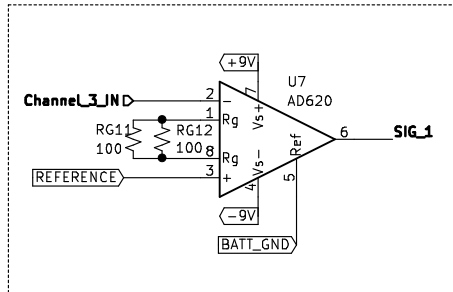 +9V
U7
AD620
Channel_3_IN
2
-
7
Vs+
1
Rg
RG11
100
RG12
100
6
SIG_1
Ref
8
Rg
3
+
Vs-
4
5
REFERENCE
-9V
BATT_GND